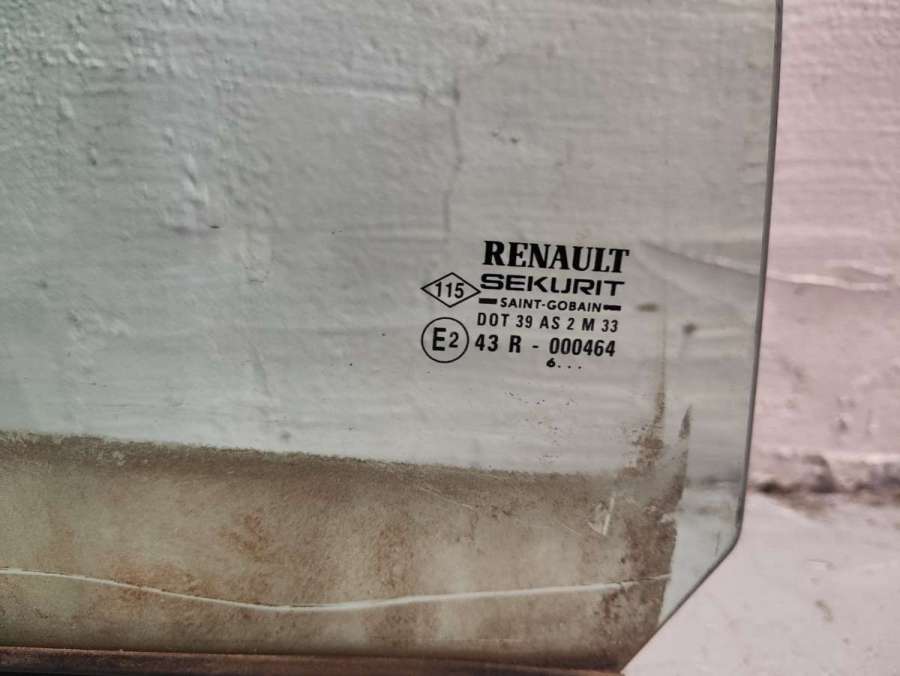 RENAULT
115 SEKURIT
SAINT-GOBAIN
DOT 39 AS 2 M 33
E2 43 R - 000464
6...